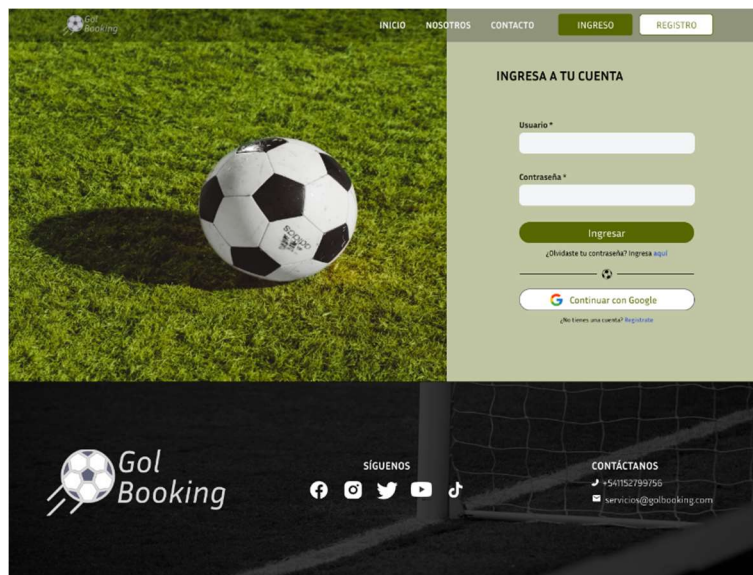 Gol
Booking
INICIO NOSOTROS CONTACTO INGRESO REGISTRO
INGRESA A TU CUENTA
Usuario *
Contraseña *
Ingresar
¿Olvidaste tu contraseña? Ingresa aquí
Continuar con Google
¿No tienes una cuenta? Registrate
Gol
Booking
SÍGUENOS
CONTÁCTANOS
+541152799756
servicios@golbooking.com